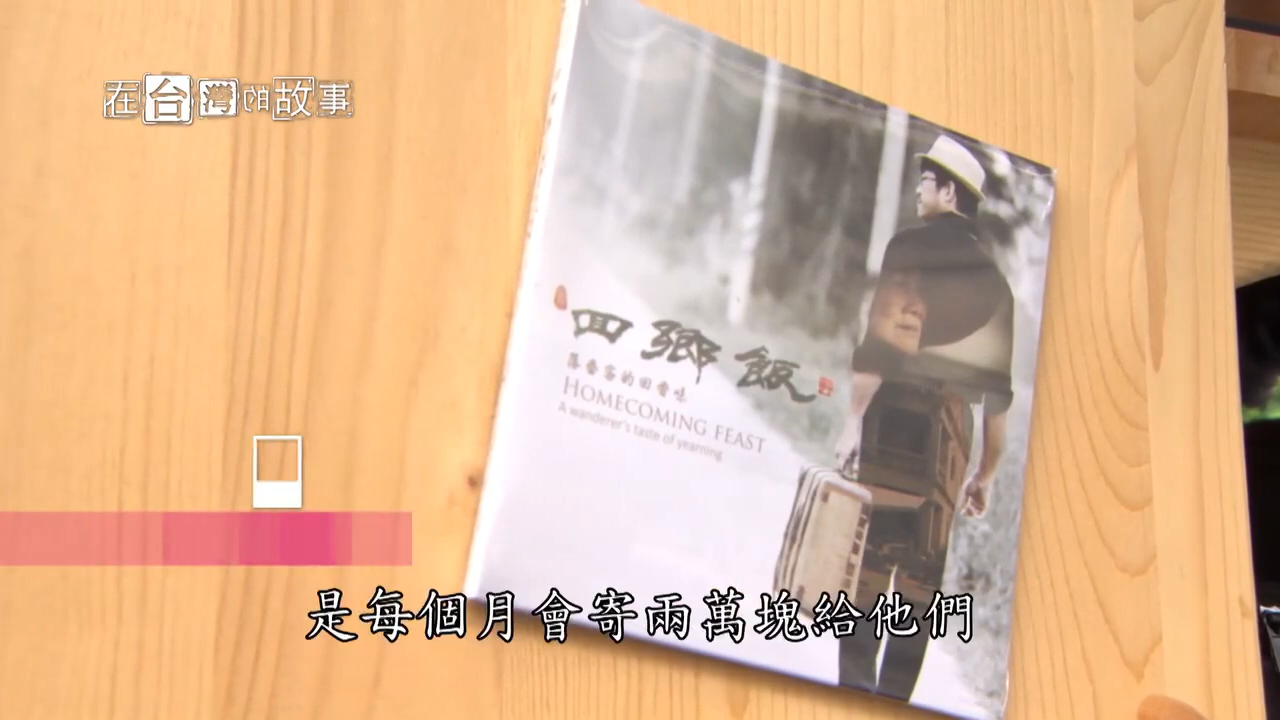 在台灣的故事
回鄉飯
落番客的回番味
HOMECOMING FEAST
A wanderer's taste of yearning
是每個月會寄兩萬塊給他們